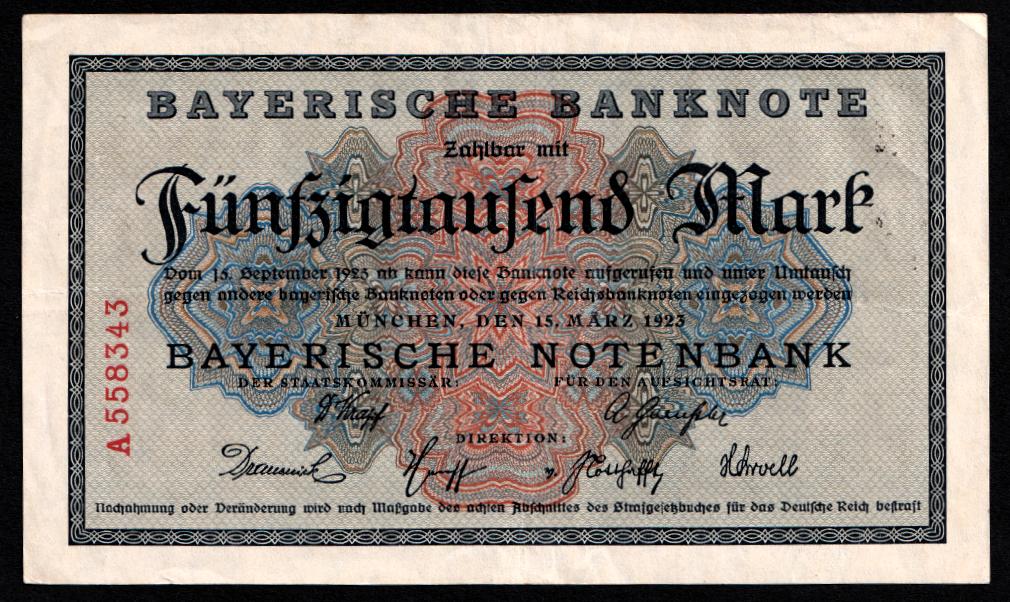 BAYERISCHE BANKNOTE
Zahlbar mit
Fünfzigtausend Mark
Vom 15. September 1923 ab kann diese Banknote aufgerufen und unter Umtausch
gegen andere bayerische Banknoten oder gegen Reichsbanknoten eingezogen werden
MÜNCHEN, DEN 15. MÄRZ 1923
BAYERISCHE NOTENBANK
DER STAATSKOMMISSÄR: FÜR DEN AUFSICHTSRAT:
DIREKTION:
Nachahmung oder Veränderung wird nach Maßgabe des achten Abschnittes des Strafgesetzbuches für das Deutsche Reich bestraft
A558343